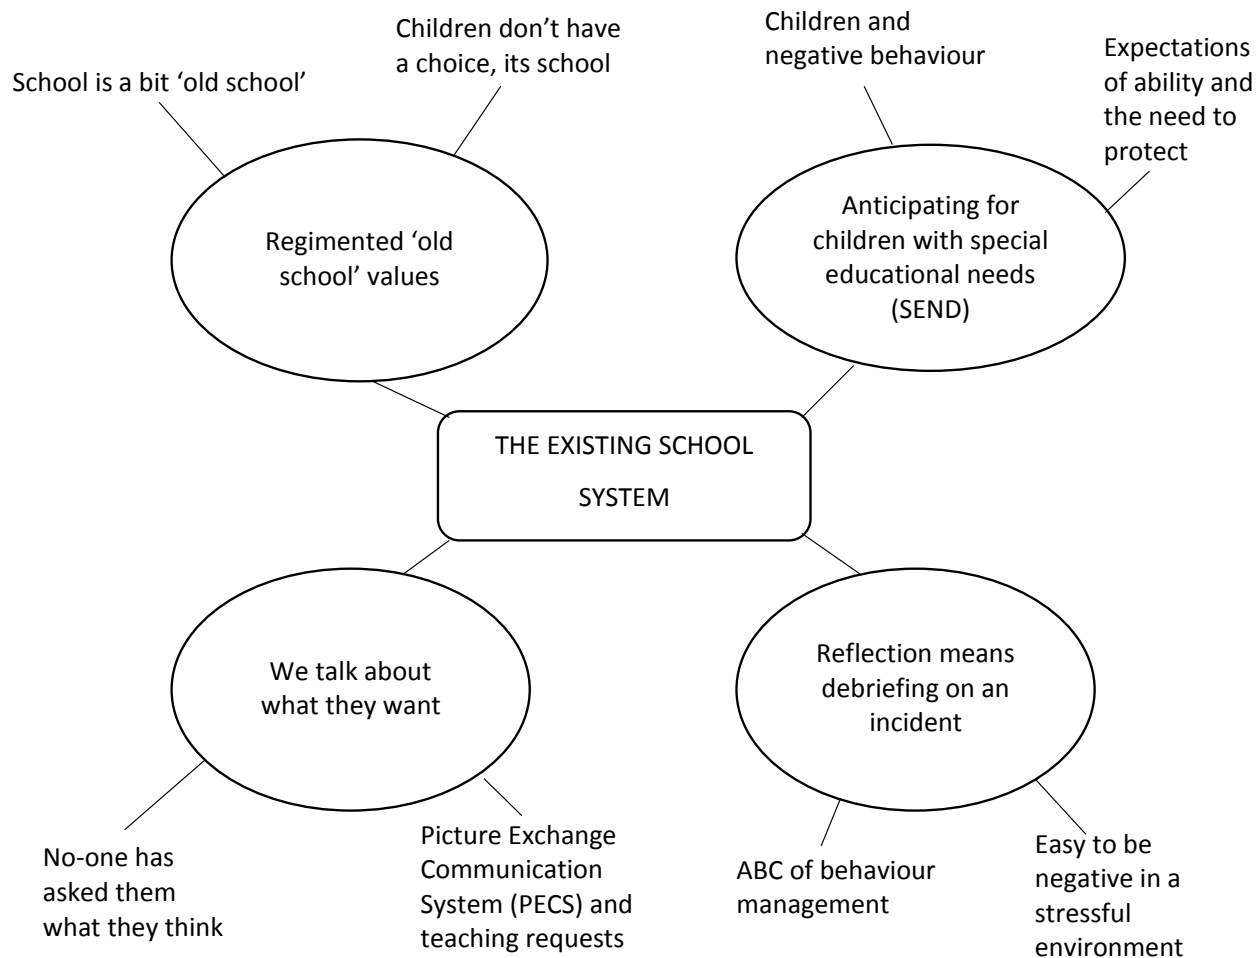 School is a bit ‘old school’
Children don’t have
a choice, its school
Children and
negative behaviour
Expectations
of ability and
the need to
protect
Regimented ‘old
school’ values
Anticipating for
children with special
educational needs
(SEND)
THE EXISTING SCHOOL
SYSTEM
We talk about
what they want
Reflection means
debriefing on an
incident
No-one has
asked them
what they think
Picture Exchange
Communication
System (PECS) and
teaching requests
ABC of behaviour
management
Easy to be
negative in a
stressful
environment